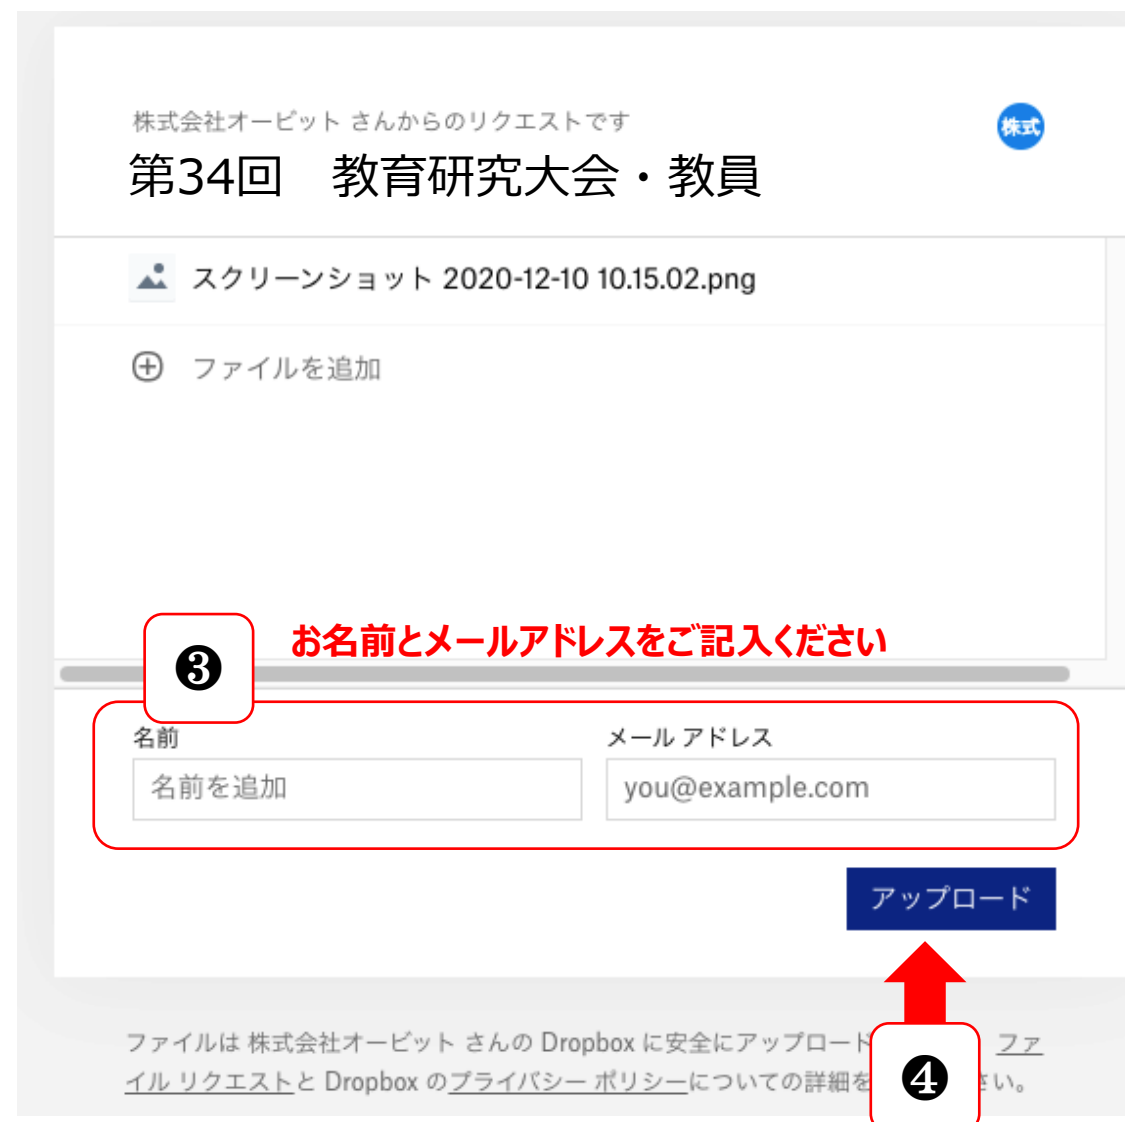 株式会社オービット さんからのリクエストです
株式
第34回　教育研究大会・教員
スクリーンショット 2020-12-10 10.15.02.png
ファイルを追加
お名前とメールアドレスをご記入ください
❸
名前
メール アドレス
名前を追加
you@example.com
アップロード
ファイルは 株式会社オービット さんの Dropbox に安全にアップロード ファ
イル リクエストと Dropbox のプライバシー ポリシーについての詳細を さい。
❹